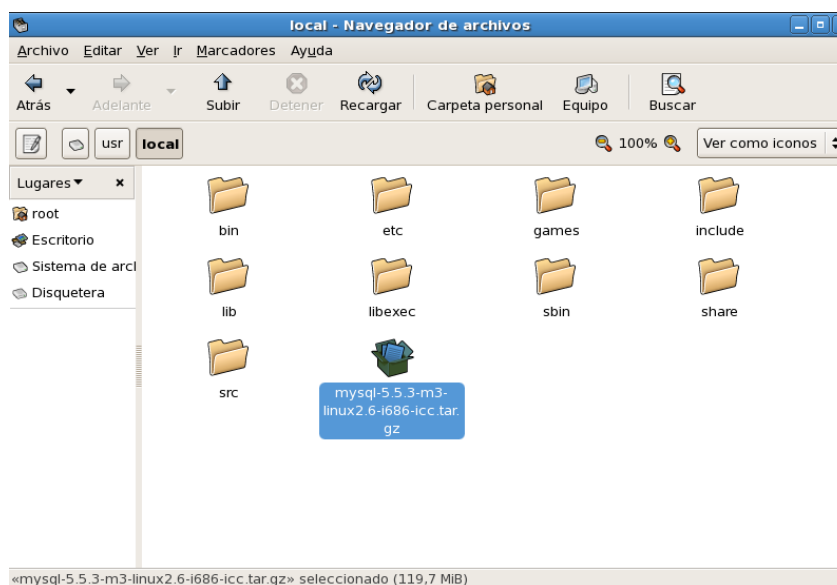 local - Navegador de archivos
Archivo Editar Ver Ir Marcadores Ayuda
Atrás Adelante Subir Detener Recargar Carpeta personal Equipo Buscar
usr local 100% Ver como iconos
Lugares
root
Escritorio
Sistema de arcl
Disquetera
bin etc games include
lib libexec sbin share
src
mysql-5.5.3-m3-
linux2.6-i686-icc.tar.
gz
«mysql-5.5.3-m3-linux2.6-i686-icc.tar.gz» seleccionado (119,7 MiB)